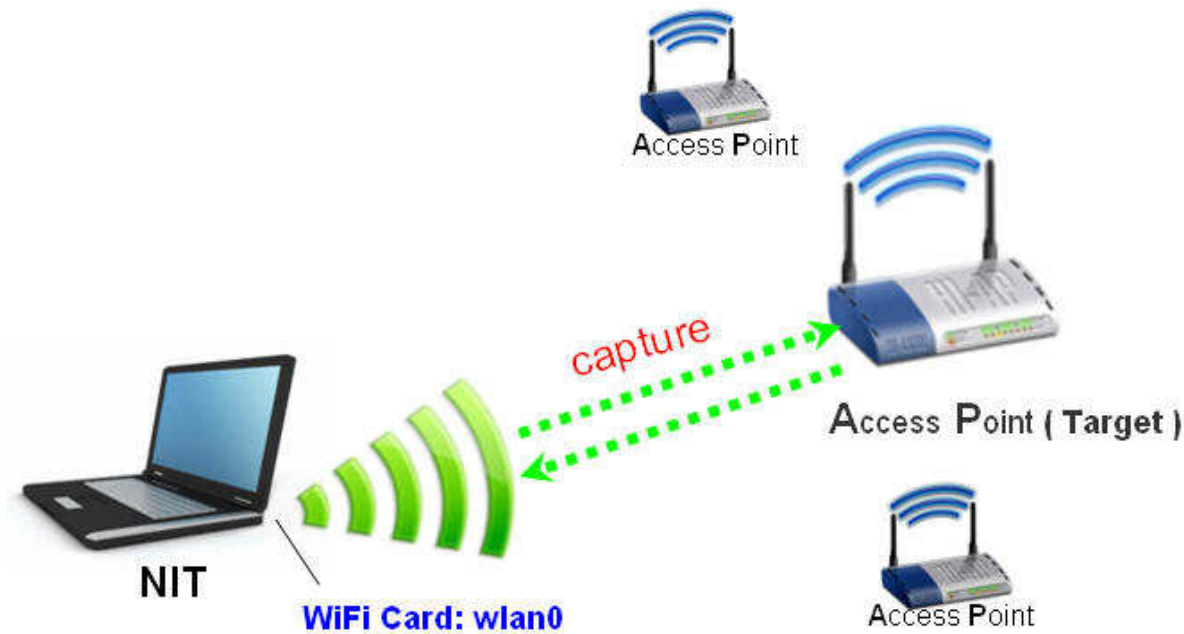 Access Point
capture
Access Point ( Target )
NIT
WiFi Card: wlan0
Access Point